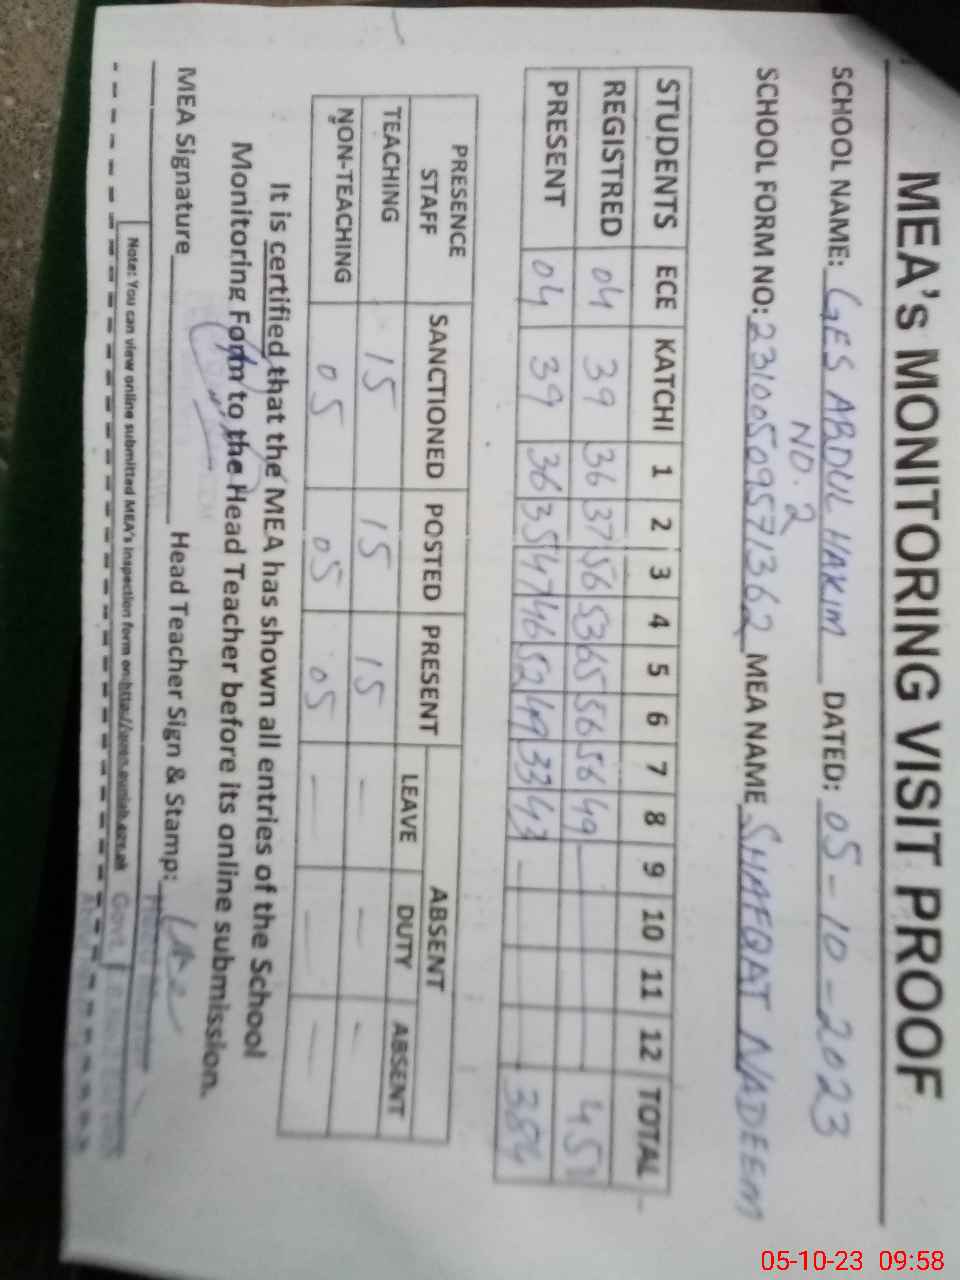 MEA's MONITORING VISIT PROOF
SCHOOL NAME: GES ABDUL HAKIM NO. 2 DATED: 05-10-2023
SCHOOL FORM NO: 23100509571362 MEA NAME SHAFQAT NADEEM
STUDENTS ECE KATCHI 1 2 3 4 5 6 7 8 9 10 11 12 TOTAL
REGISTRED 04 39 36 37 56 53 65 56 56 49 - 451
PRESENT 04 39 36 35 47 46 52 49 33 43 - 384
PRESENCE STAFF SANCTIONED POSTED PRESENT ABSENT
LEAVE DUTY ABSENT
TEACHING 15 15 15 - - -
NON-TEACHING 05 05 05 - - -
It is certified that the MEA has shown all entries of the School
Monitoring Form to the Head Teacher before its online submission.
MEA Signature Head Teacher Sign & Stamp:
Note: You can view online submitted MEA's inspection form on
05-10-23 09:58